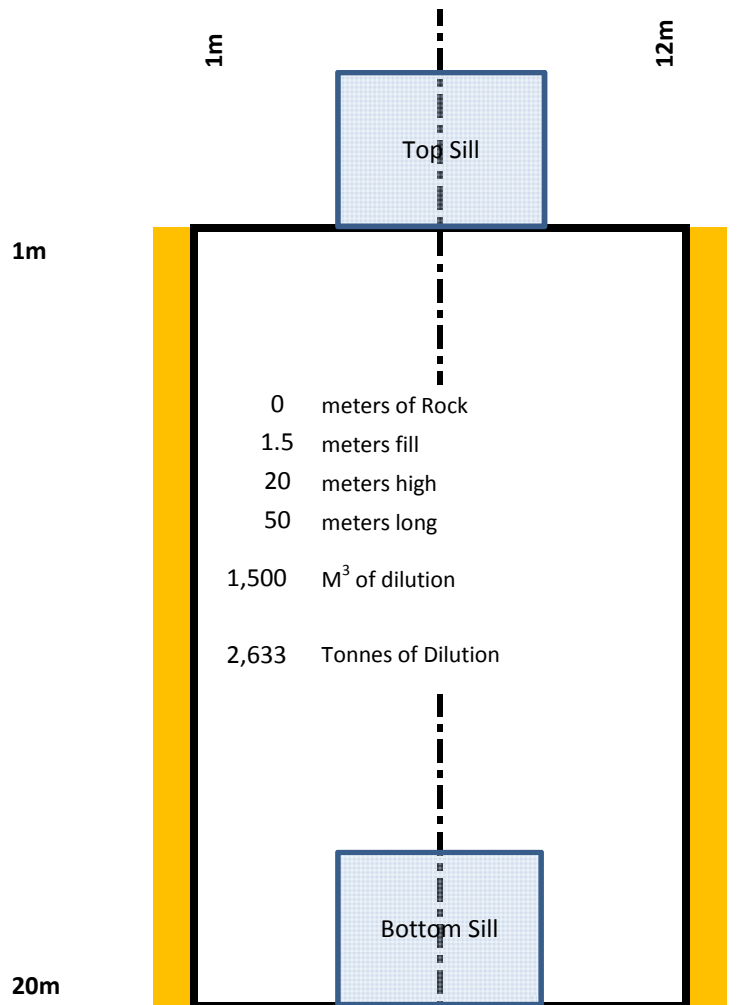 1m
12m
Top Sill
1m
0 meters of Rock
1.5 meters fill
20 meters high
50 meters long
1,500 M³ of dilution
2,633 Tonnes of Dilution
Bottom Sill
20m